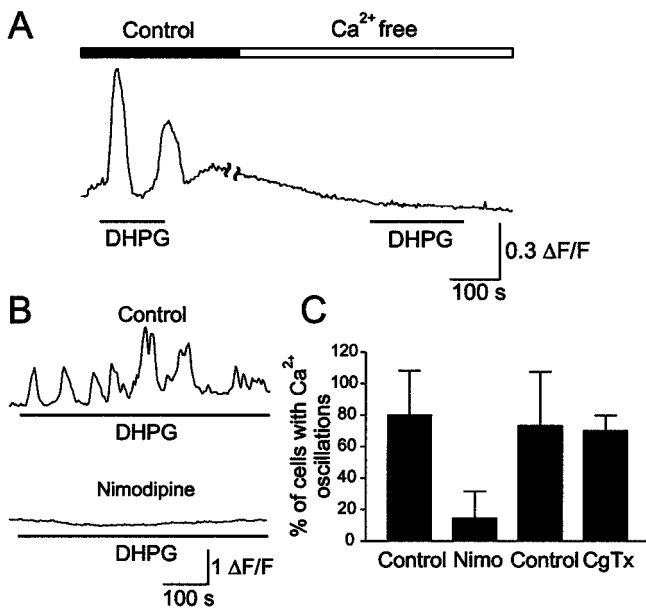 A
Control
Ca2+ free
DHPG
DHPG
0.3 ΔF/F
100 s
B
Control
DHPG
Nimodipine
DHPG
1 ΔF/F
100 s
C
% of cells with Ca2+
oscillations
120
100
80
60
40
20
0
Control Nimo Control CgTx